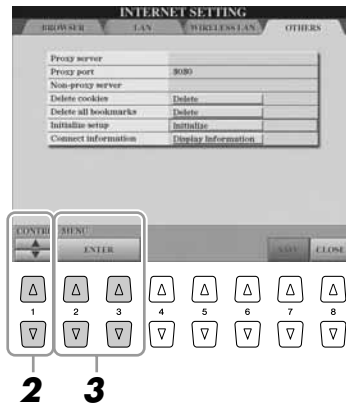 INTERNET SETTING
BROWSER LAN WIRELESS LAN OTHERS
Proxy server
Proxy port 8080
Non-proxy server
Delete cookies Delete
Delete all bookmarks Delete
Initialize setup Initialize
Connect information Display Information
MENU
ENTER CLOSE
1 2 3 4 5 6 7 8
2 3